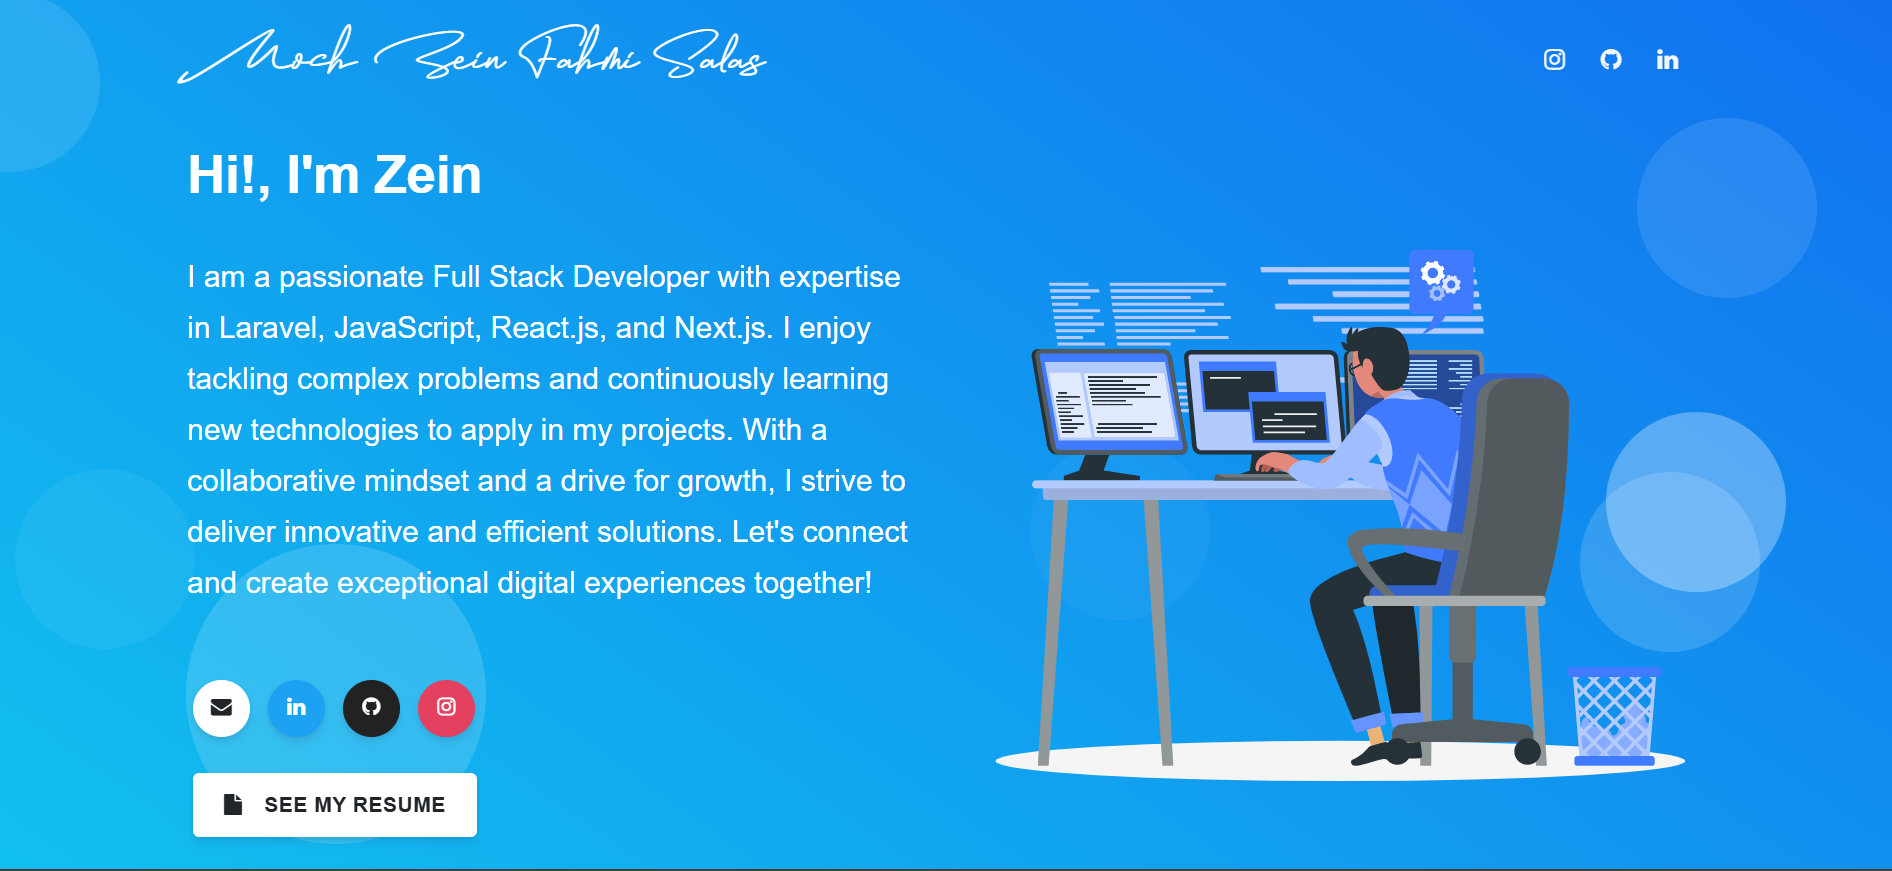 Moch Zein Fahmi Salas
Hi!, I'm Zein
I am a passionate Full Stack Developer with expertise
in Laravel, JavaScript, React.js, and Next.js. I enjoy
tackling complex problems and continuously learning
new technologies to apply in my projects. With a
collaborative mindset and a drive for growth, I strive to
deliver innovative and efficient solutions. Let's connect
and create exceptional digital experiences together!
SEE MY RESUME